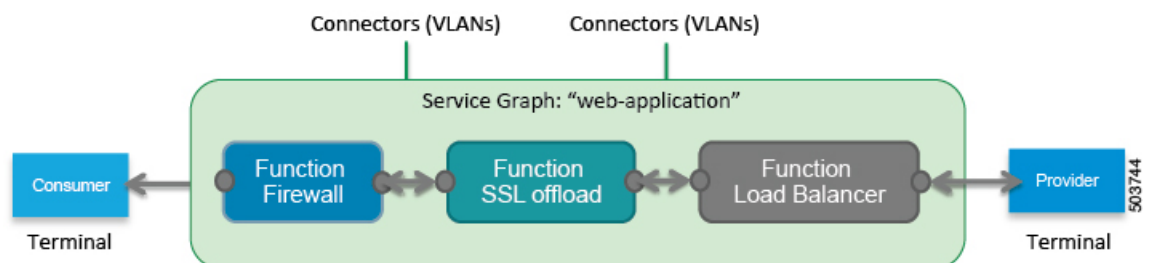 Connectors (VLANs)
Connectors (VLANs)
Service Graph: “web-application”
Consumer
Function
Firewall
Function
SSL offload
Function
Load Balancer
Provider
503744
Terminal
Terminal